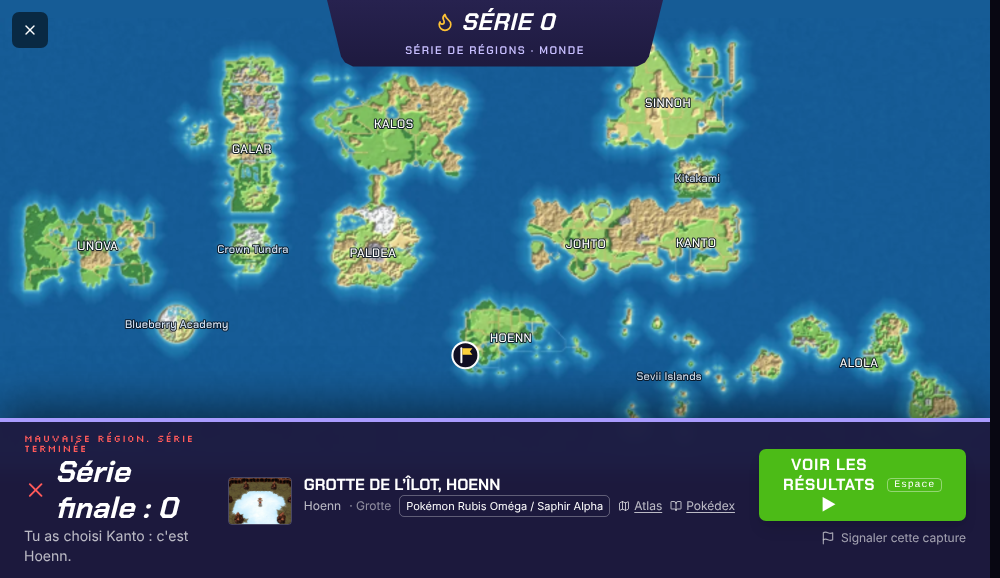 SÉRIE 0
SÉRIE DE RÉGIONS · MONDE
SINNOH
KALOS
GALAR
Kitakami
UNOVA
Crown Tundra
PALDEA
JOHTO
KANTO
Blueberry Academy
HOENN
ALOLA
Sevii Islands
MAUVAISE RÉGION. SÉRIE
TERMINÉE
Série
finale : 0
Tu as choisi Kanto : c'est
Hoenn.
GROTTE DE L'ÎLOT, HOENN
Hoenn · Grotte Pokémon Rubis Oméga / Saphir Alpha Atlas Pokédex
VOIR LES
RÉSULTATS Espace
Signaler cette capture